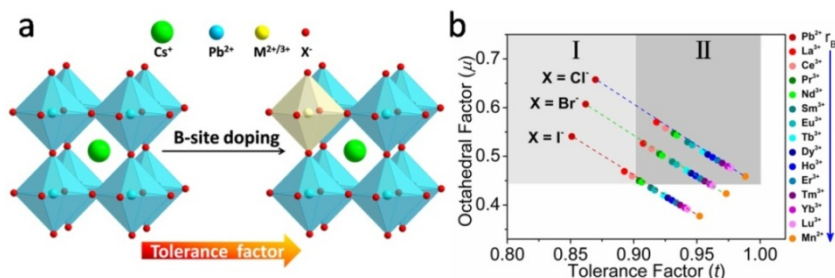 a
Cs⁺ Pb²⁺ M²⁺/³⁺ X⁻
B-site doping
Tolerance factor
b
Octahedral Factor (μ)
0.7
0.6
0.5
0.4
I II
X = Cl⁻
X = Br⁻
X = I⁻
0.80 0.85 0.90 0.95 1.00
Tolerance Factor (t)
Pb²⁺ r_B
La³⁺
Ce³⁺
Pr³⁺
Nd³⁺
Sm³⁺
Eu³⁺
Tb³⁺
Dy³⁺
Ho³⁺
Er³⁺
Tm³⁺
Yb³⁺
Lu³⁺
Mn²⁺